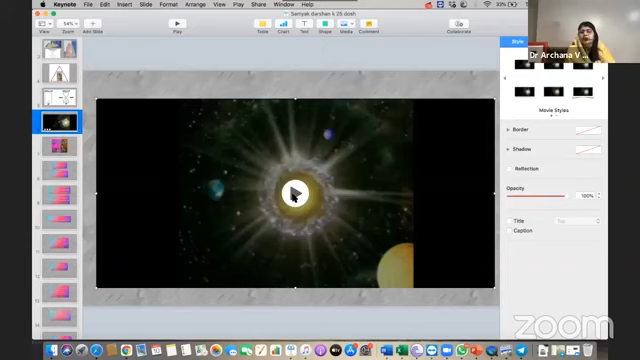 Keynote File Edit Insert Slide Format Arrange View Play Share Window Help 33%
Samyak darshan k 25 dosh
54%
View Zoom Add Slide Play Table Chart Text Shape Media Comment Collaborate
Style
Dr Archana V ...
Movie Styles
Border
Shadow
Reflection
Opacity
100%
Title Top
Caption
zoom